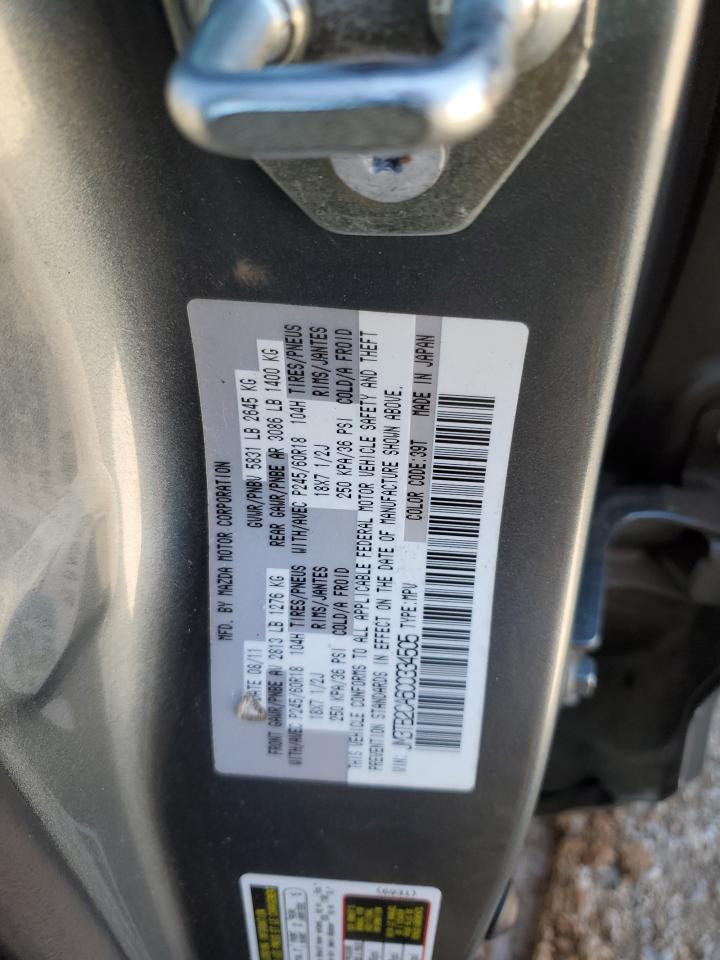 MFD. BY MAZDA MOTOR CORPORATION
DATE 08/11 GVWR/PNBV 5831 LB 2645 KG
FRONT GAWR/PNBE AV 2813 LB 1276 KG REAR GAWR/PNBE AR 3086 LB 1400 KG
WITH/AVEC P245/60R18 104H TIRES/PNEUS WITH/AVEC P245/60R18 104H TIRES/PNEUS
18X7 1/2J RIMS/JANTES 18X7 1/2J RIMS/JANTES
250 KPA/36 PSI COLD/A FROID 250 KPA/36 PSI COLD/A FROID
THIS VEHICLE CONFORMS TO ALL APPLICABLE FEDERAL MOTOR VEHICLE SAFETY AND THEFT
PREVENTION STANDARDS IN EFFECT ON THE DATE OF MANUFACTURE SHOWN ABOVE.
VIN: JM3TB2CA6C0334505 TYPE:MPV COLOR CODE:39T MADE IN JAPAN